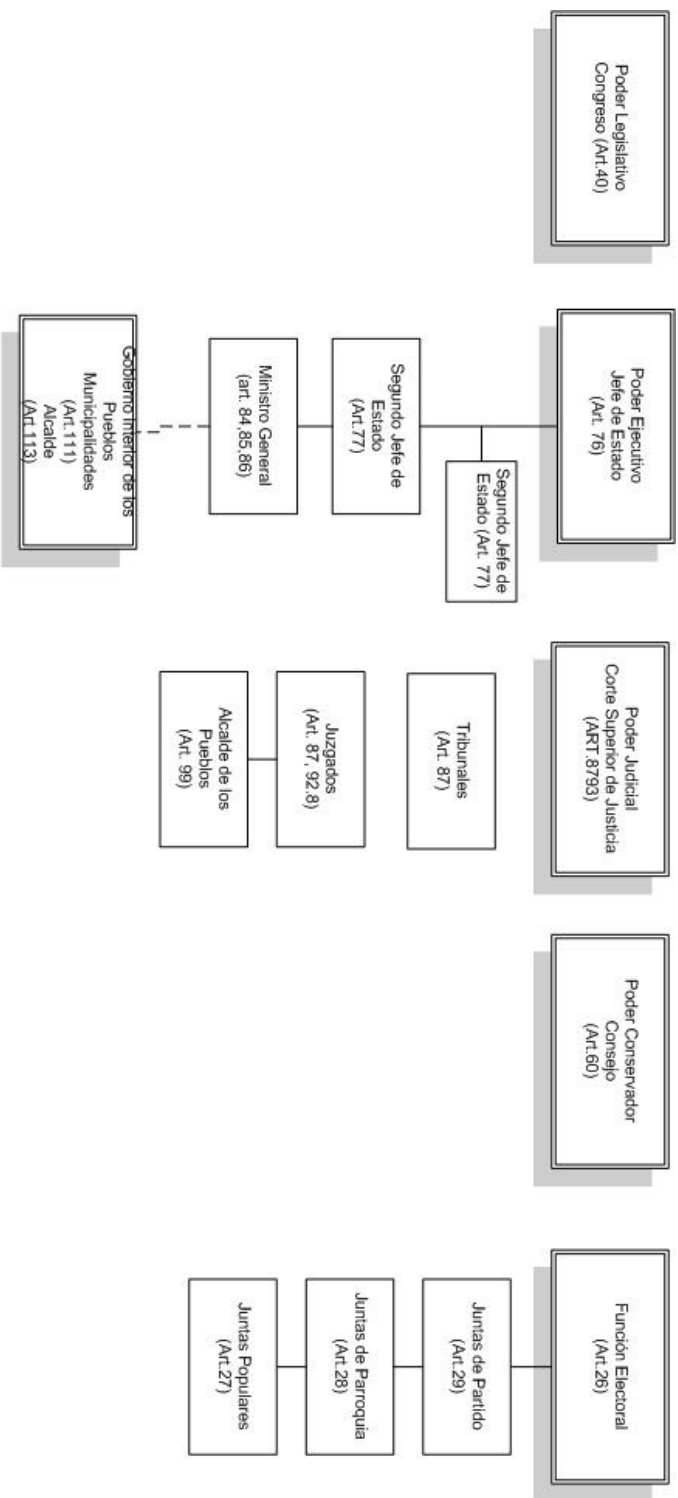 Poder Legislativo
Congreso (Art.40)
Poder Ejecutivo
Jefe de Estado
(Art. 76)
Segundo Jefe de
Estado (Art. 77)
Segundo Jefe de
Estado
(Art.77)
Ministro General
(art. 84,85,86)
Gobierno Interior de los
Pueblos
Municipalidades
(Art.111)
Alcalde
(Art.113)
Poder Judicial
Corte Superior de Justicia
(ART.8793)
Tribunales
(Art. 87)
Juzgados
(Art. 87, 92.8)
Alcalde de los
Pueblos
(Art. 99)
Poder Conservador
Consejo
(Art.60)
Función Electoral
(Art.26)
Juntas de Partido
(Art.29)
Juntas de Parroquia
(Art.28)
Juntas Populares
(Art.27)